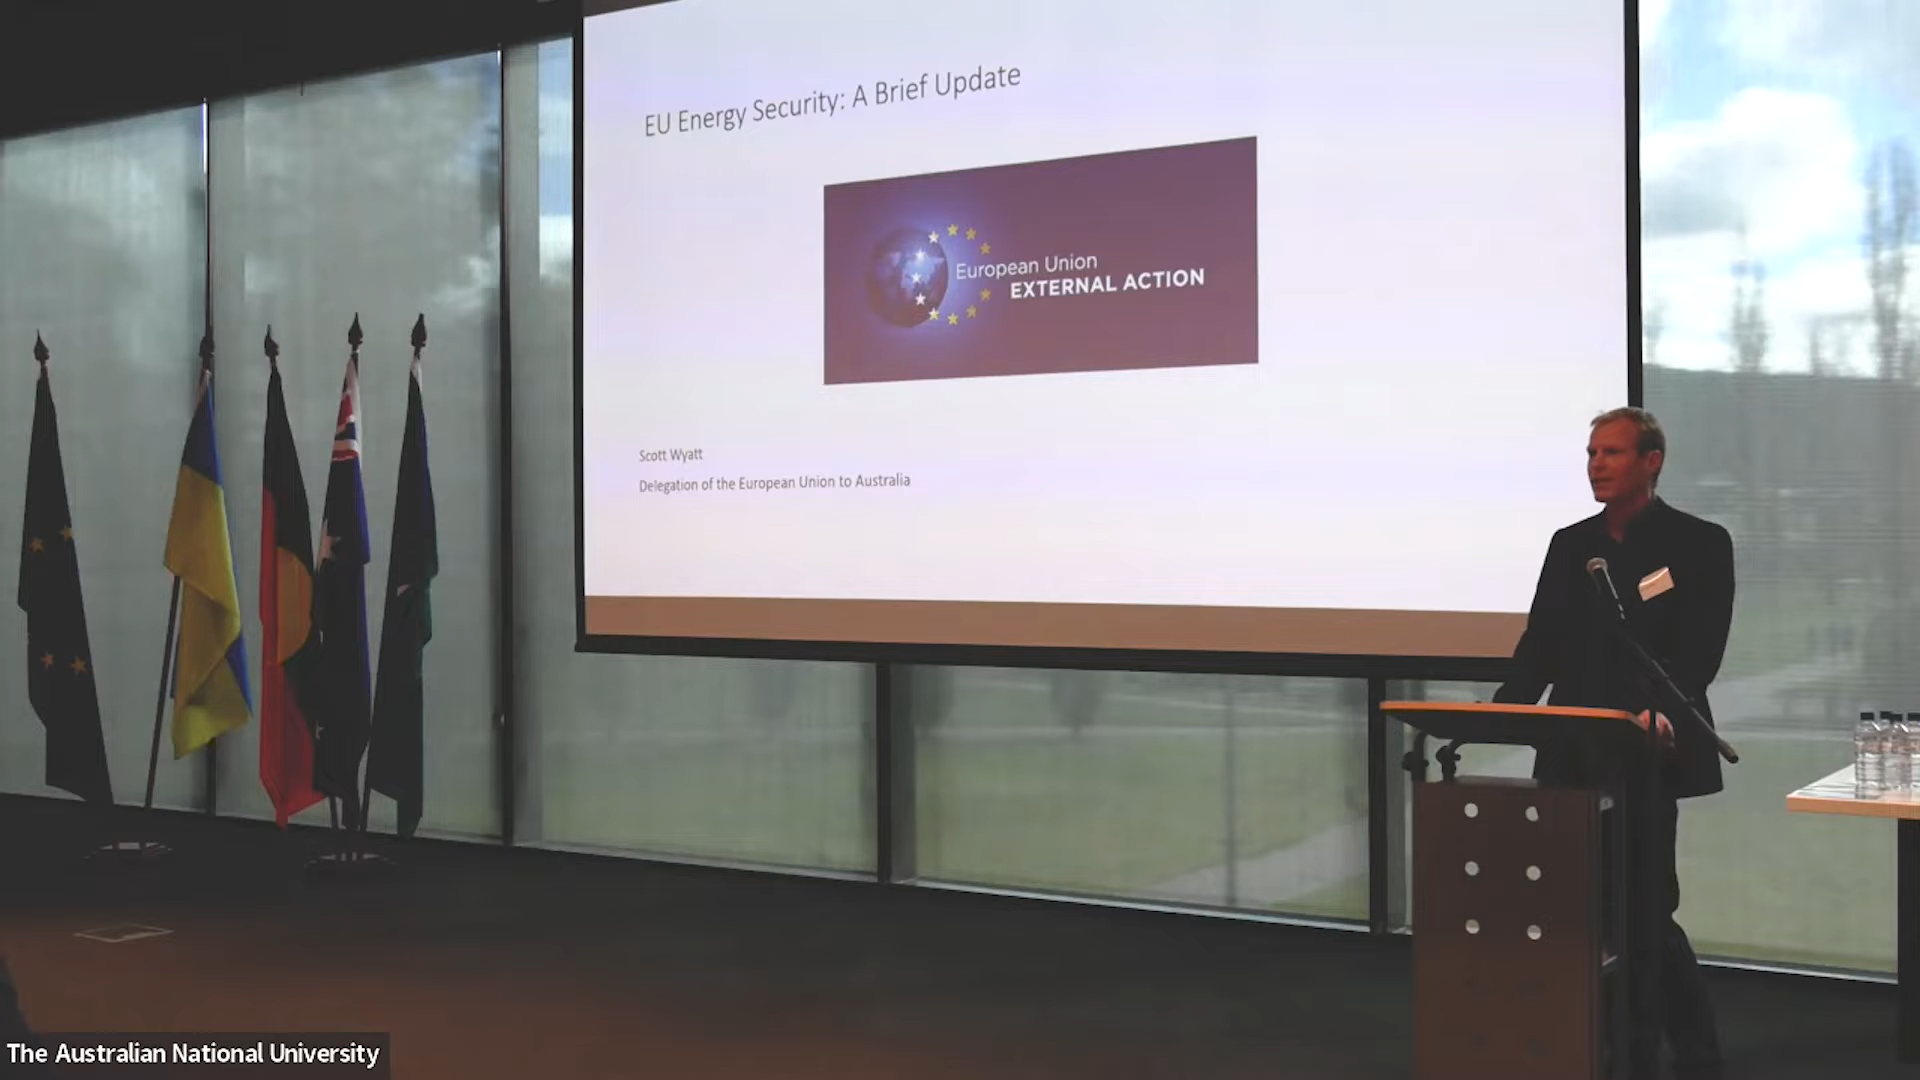 EU Energy Security: A Brief Update
European Union
EXTERNAL ACTION
Scott Wyatt
Delegation of the European Union to Australia
The Australian National University